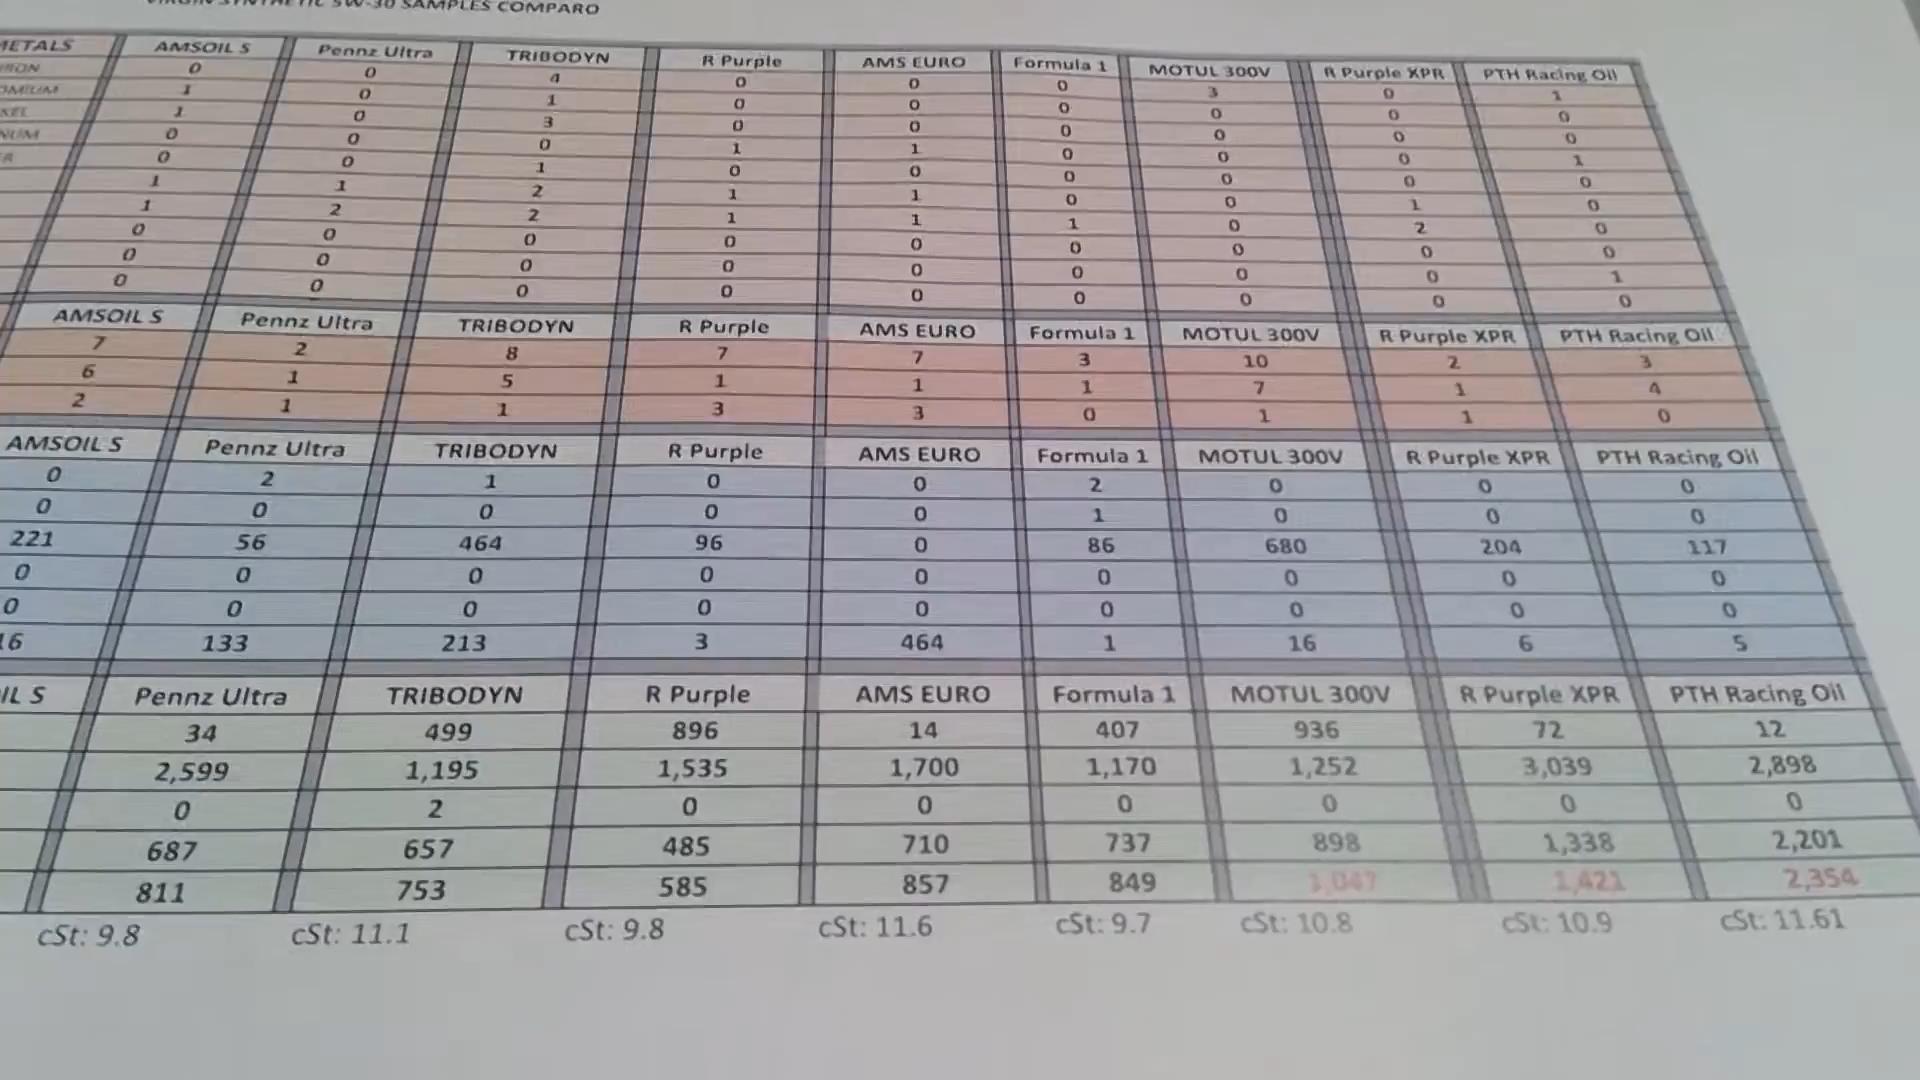 VIRGIN SYNTHETIC 5W-30 SAMPLES COMPARO
METALS AMSOIL S Pennz Ultra TRIBODYN R Purple AMS EURO Formula 1 MOTUL 300V R Purple XPR PTH Racing Oil
IRON 0 0 4 0 0 0 3 0 1
OMIUM 1 0 1 0 0 0 0 0 0
KEL 1 0 3 0 0 0 0 0 0
NUM 0 0 0 1 1 0 0 0 1
0 0 1 0 0 0 0 0 0
1 1 2 1 1 0 0 1 0
1 2 2 1 1 1 0 2 0
0 0 0 0 0 0 0 0 0
0 0 0 0 0 0 0 0 1
0 0 0 0 0 0 0 0 0
AMSOIL S Pennz Ultra TRIBODYN R Purple AMS EURO Formula 1 MOTUL 300V R Purple XPR PTH Racing Oil
7 2 8 7 7 3 10 2 3
6 1 5 1 1 1 7 1 4
2 1 1 3 3 0 1 1 0
AMSOIL S Pennz Ultra TRIBODYN R Purple AMS EURO Formula 1 MOTUL 300V R Purple XPR PTH Racing Oil
0 2 1 0 0 2 0 0 0
0 0 0 0 0 1 0 0 0
221 56 464 96 0 86 680 204 117
0 0 0 0 0 0 0 0 0
0 0 0 0 0 0 0 0 0
16 133 213 3 464 1 16 6 5
IL S Pennz Ultra TRIBODYN R Purple AMS EURO Formula 1 MOTUL 300V R Purple XPR PTH Racing Oil
34 499 896 14 407 936 72 12
2,599 1,195 1,535 1,700 1,170 1,252 3,039 2,898
0 2 0 0 0 0 0 0
687 657 485 710 737 898 1,338 2,201
811 753 585 857 849 1,047 1,421 2,354
cSt: 9.8 cSt: 11.1 cSt: 9.8 cSt: 11.6 cSt: 9.7 cSt: 10.8 cSt: 10.9 cSt: 11.61